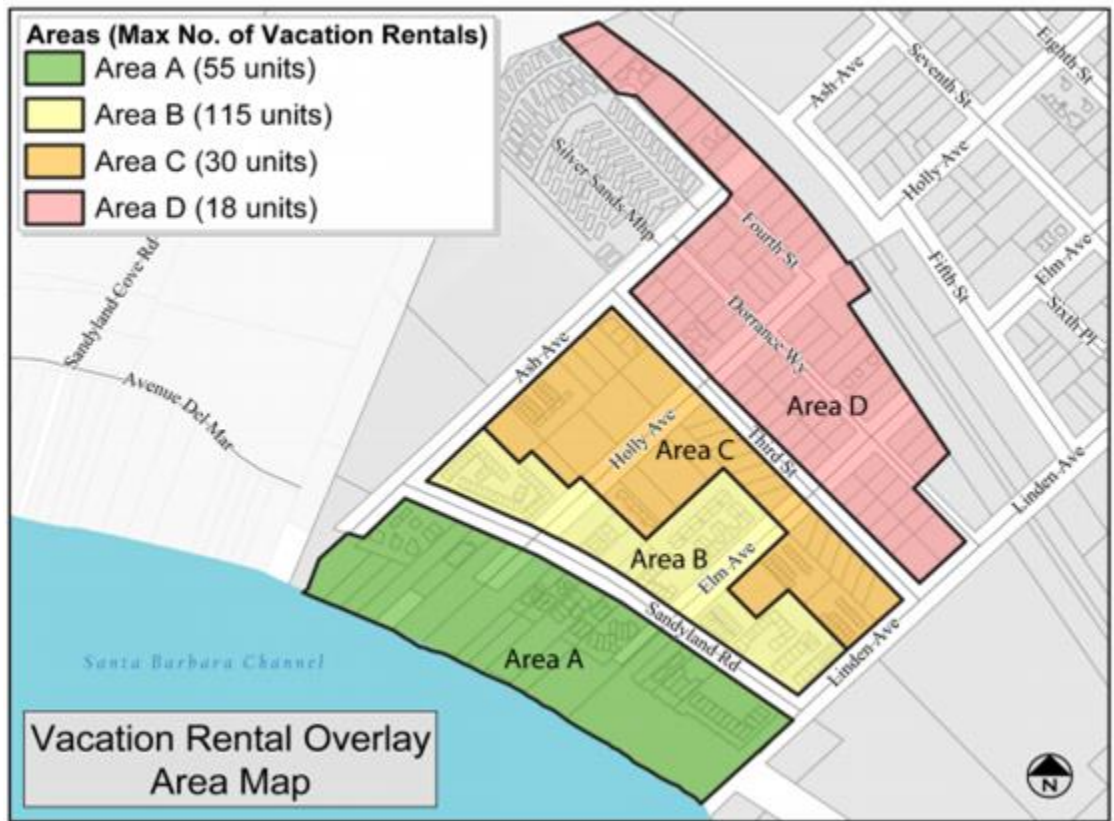 Areas (Max No. of Vacation Rentals)
Area A (55 units)
Area B (115 units)
Area C (30 units)
Area D (18 units)
Ash Ave
Seventh St
Eighth St
Holly Ave
Silver Sands Mhp
Fourth St
Fifth St
Elm Ave
Sixth Pl
Sandyland Cove Rd
Avenue Del Mar
Ash Ave
Dorrance Wy
Area D
Holly Ave
Area C
Third St
Linden Ave
Area B
Elm Ave
Sandyland Rd
Linden Ave
Area A
Santa Barbara Channel
Vacation Rental Overlay
Area Map
N